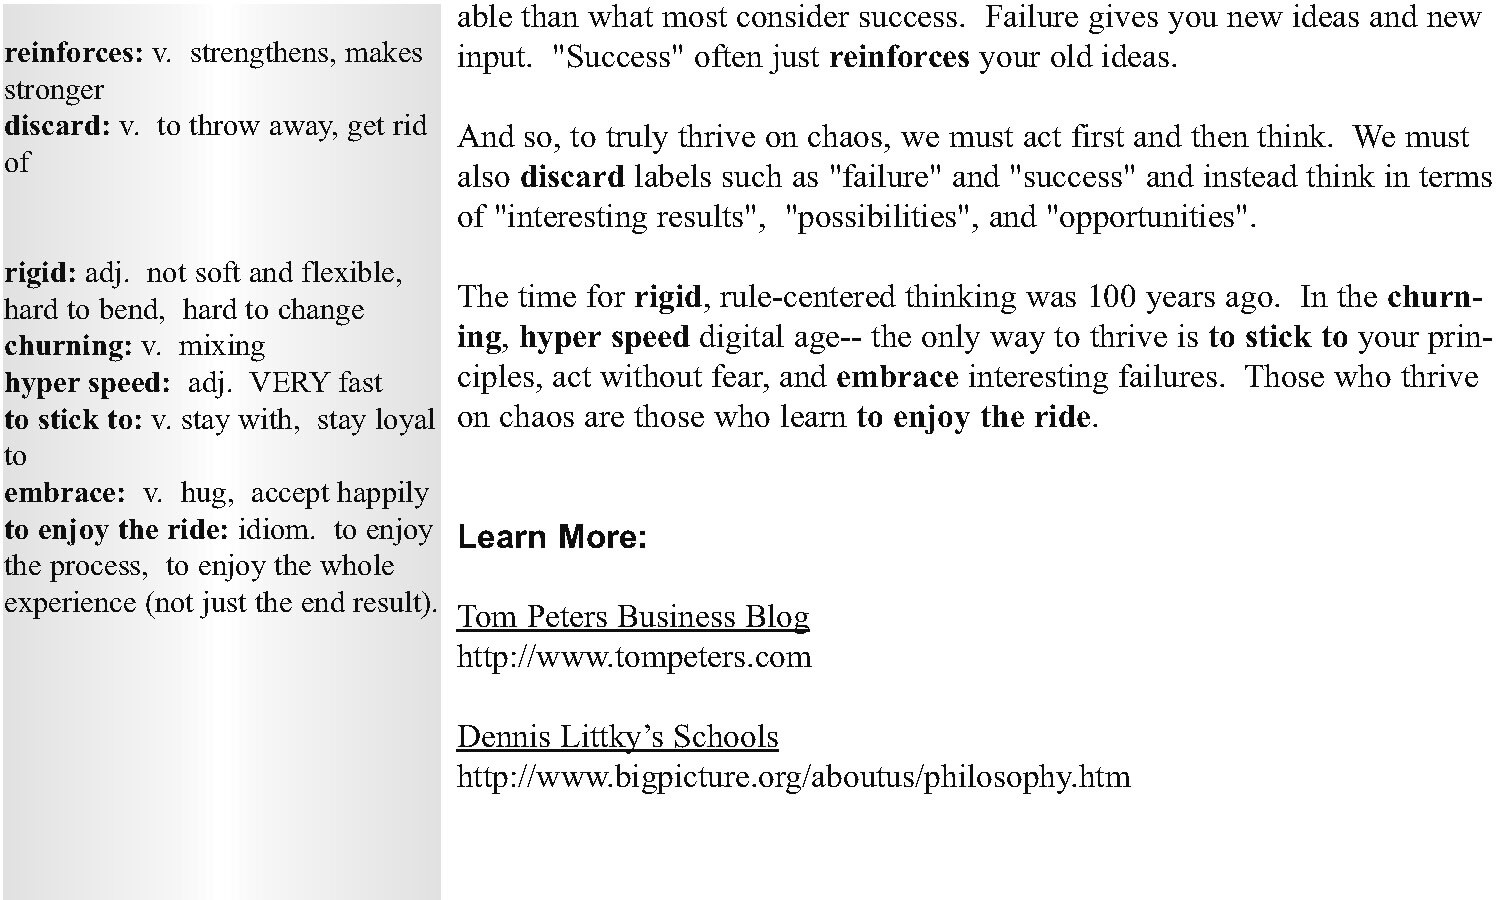 reinforces: v.  strengthens, makes
stronger
discard: v.  to throw away, get rid
of
rigid: adj.  not soft and flexible,
hard to bend,  hard to change
churning: v.  mixing
hyper speed:  adj.  VERY fast
to stick to: v. stay with,  stay loyal
to
embrace:  v.  hug,  accept happily
to enjoy the ride: idiom.  to enjoy
the process,  to enjoy the whole
experience (not just the end result).
able than what most consider success.  Failure gives you new ideas and new
input.  "Success" often just reinforces your old ideas.
And so, to truly thrive on chaos, we must act first and then think.  We must
also discard labels such as "failure" and "success" and instead think in terms
of "interesting results",  "possibilities", and "opportunities".
The time for rigid, rule-centered thinking was 100 years ago.  In the churn-
ing, hyper speed digital age-- the only way to thrive is to stick to your prin-
ciples, act without fear, and embrace interesting failures.  Those who thrive
on chaos are those who learn to enjoy the ride.
Learn More:
Tom Peters Business Blog
http://www.tompeters.com
Dennis Littky’s Schools
http://www.bigpicture.org/aboutus/philosophy.htm